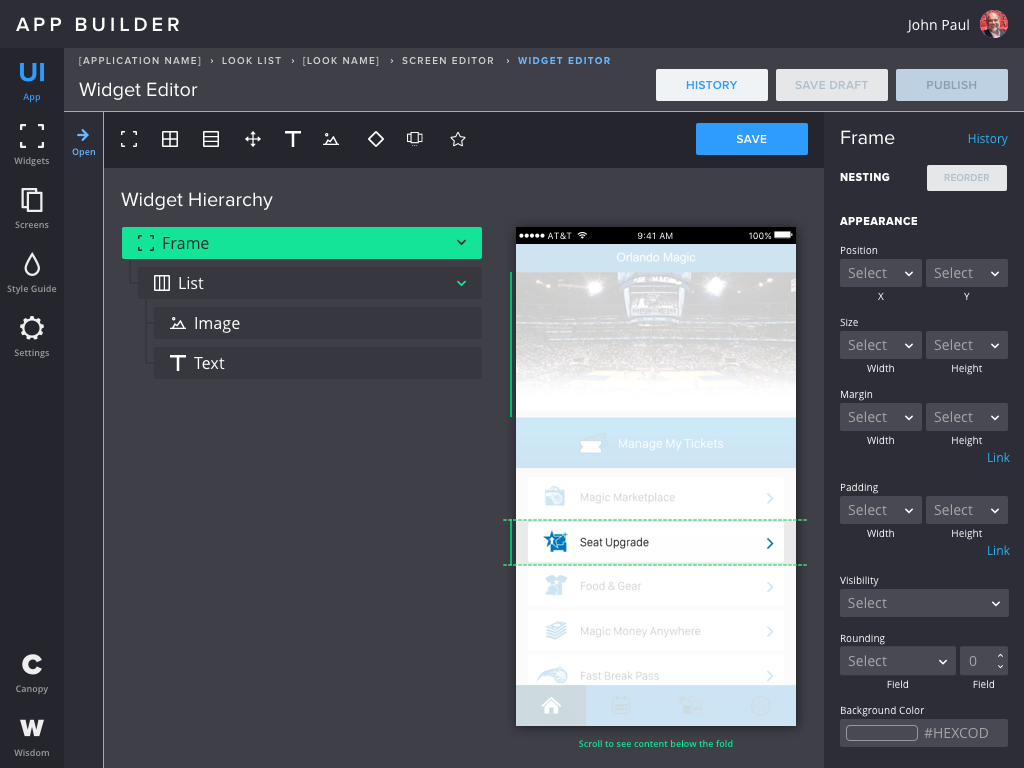 APP BUILDER
John Paul
UI
App
Widgets
Screens
Style Guide
Settings
C
Canopy
W
Wisdom
[APPLICATION NAME] › LOOK LIST › [LOOK NAME] › SCREEN EDITOR › WIDGET EDITOR
Widget Editor
HISTORY
SAVE DRAFT
PUBLISH
Open
T
SAVE
Widget Hierarchy
Frame
List
Image
T Text
AT&T
9:41 AM
100%
Orlando Magic
Manage My Tickets
Magic Marketplace
Seat Upgrade
Food & Gear
Magic Money Anywhere
Fast Break Pass
Scroll to see content below the fold
Frame
History
NESTING
REORDER
APPEARANCE
Position
Select Select
X Y
Size
Select Select
Width Height
Margin
Select Select
Width Height
Link
Padding
Select Select
Width Height
Link
Visibility
Select
Rounding
Select 0
Field Field
Background Color
#HEXCOD